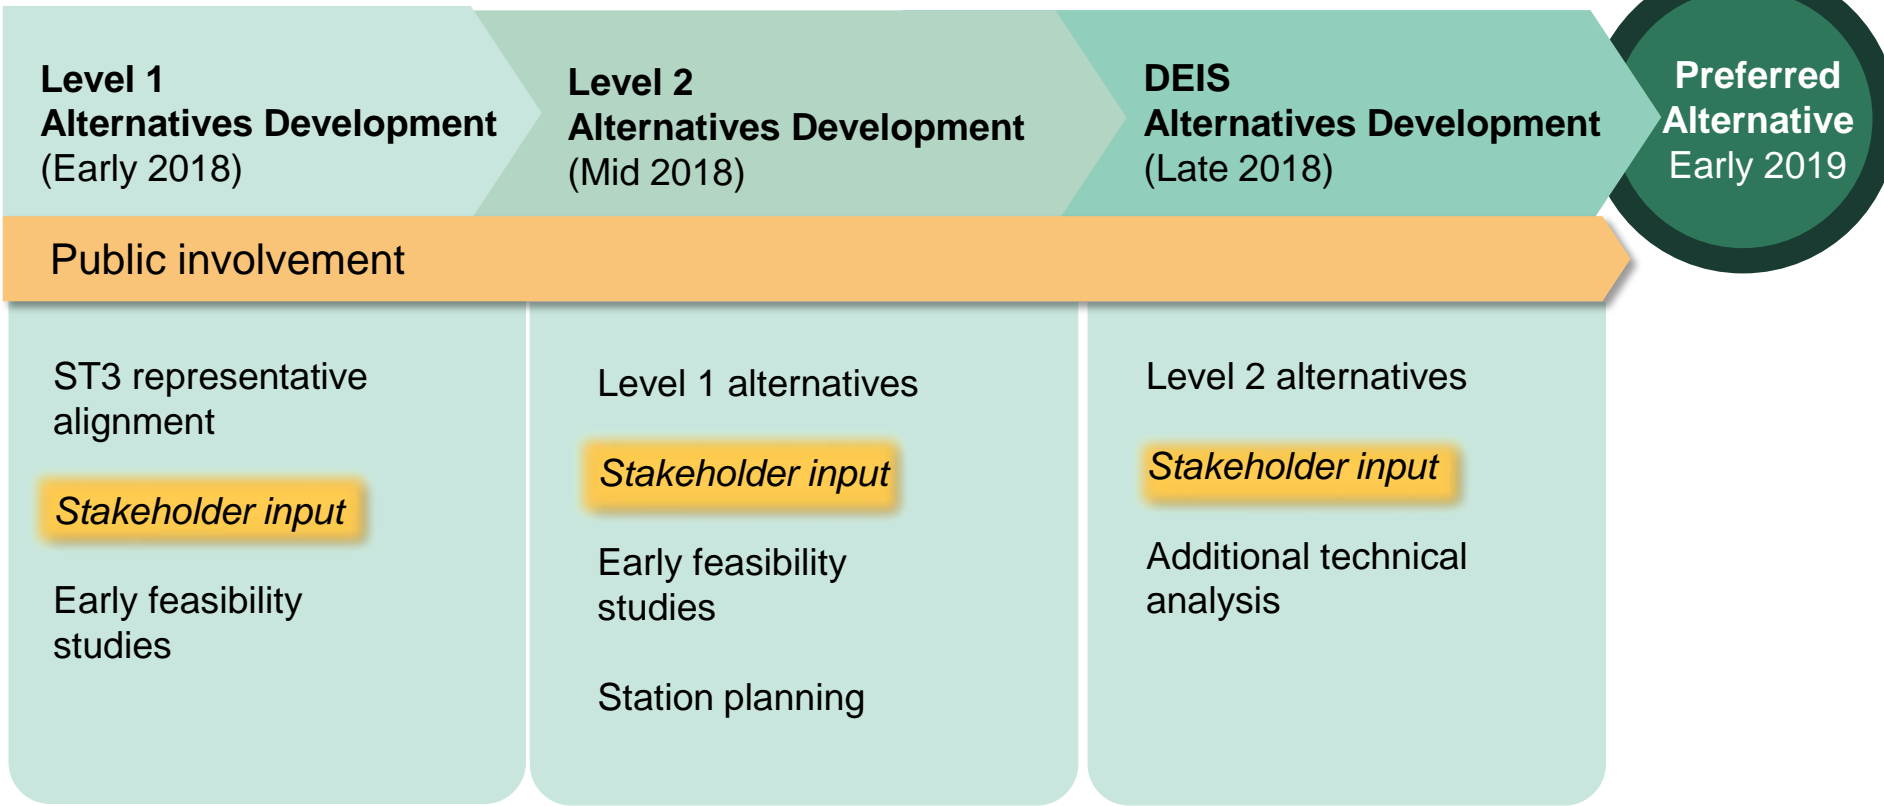 Level 1
Alternatives Development
(Early 2018)
Level 2
Alternatives Development
(Mid 2018)
DEIS
Alternatives Development
(Late 2018)
Preferred
Alternative
Early 2019
Public involvement
ST3 representative
alignment
Stakeholder input
Early feasibility
studies
Level 1 alternatives
Stakeholder input
Early feasibility
studies
Station planning
Level 2 alternatives
Stakeholder input
Additional technical
analysis